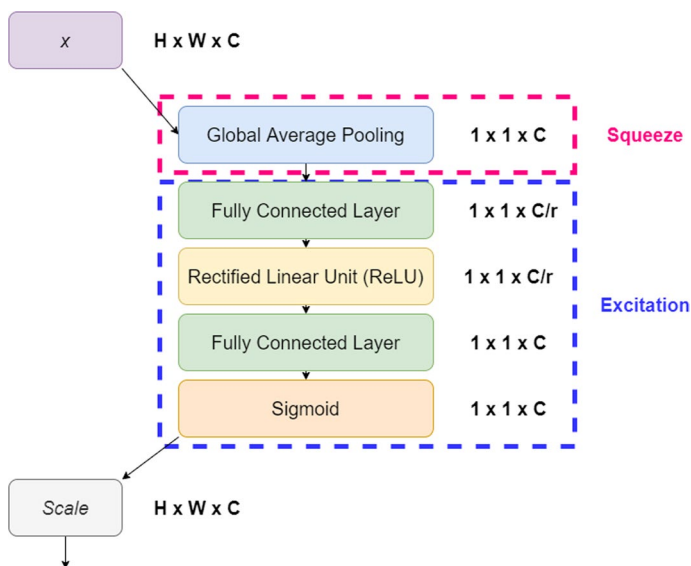 x H x W x C
Global Average Pooling 1 x 1 x C Squeeze
Fully Connected Layer 1 x 1 x C/r
Rectified Linear Unit (ReLU) 1 x 1 x C/r
Excitation
Fully Connected Layer 1 x 1 x C
Sigmoid 1 x 1 x C
Scale H x W x C